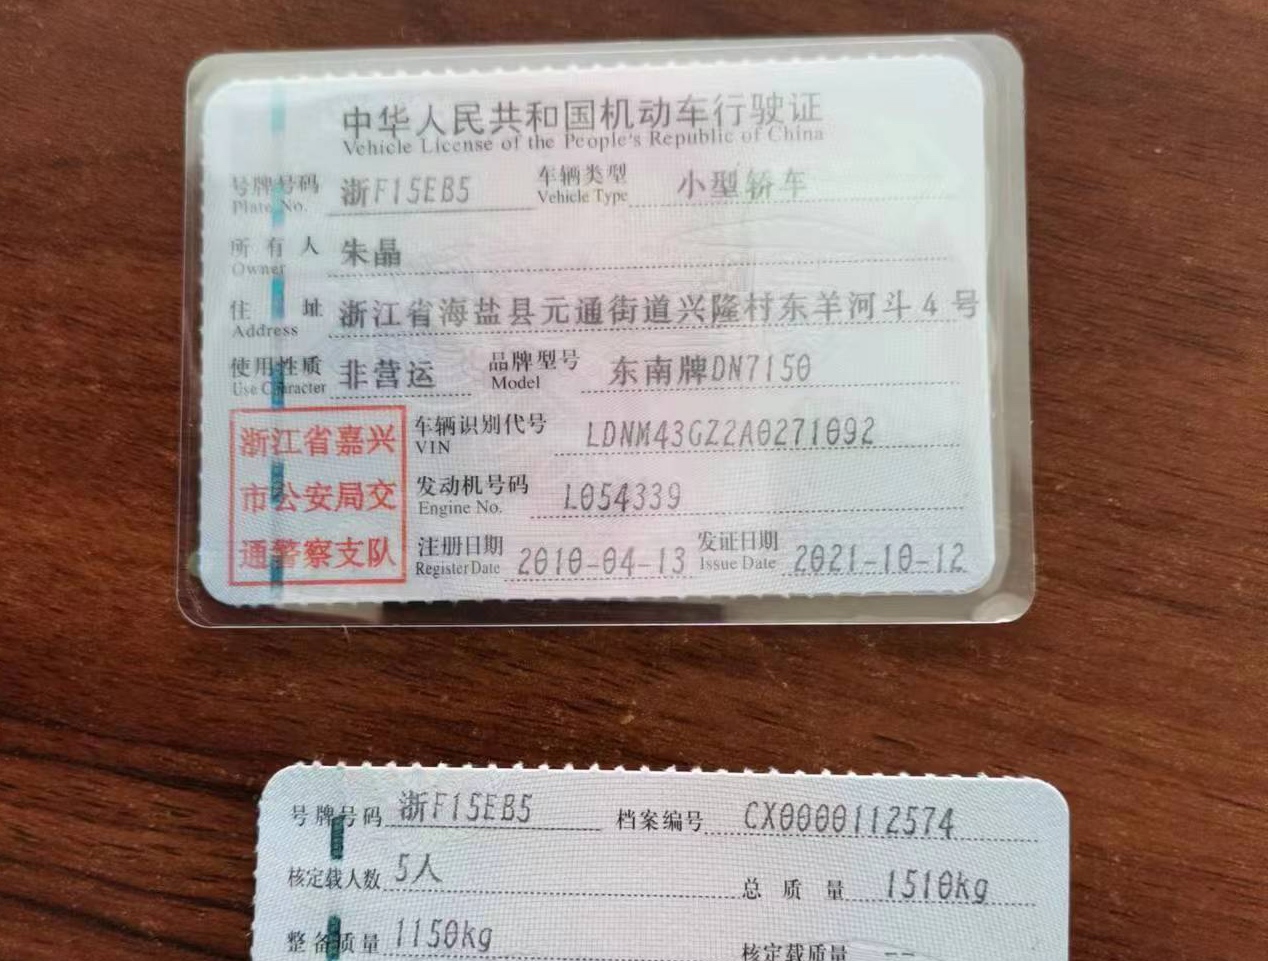 中华人民共和国机动车行驶证
Vehicle License of the People's Republic of China
号牌号码 浙F15EB5 车辆类型 小型轿车
Plate No. Vehicle Type
所有人 朱晶
Owner
住址 浙江省海盐县元通街道兴隆村东羊河斗4号
Address
使用性质 非营运 品牌型号 东南牌DN7150
Use Character Model
浙江省嘉兴
市公安局交
通警察支队
车辆识别代号 LDNM43GZ2A0271092
VIN
发动机号码 L054339
Engine No.
注册日期 2010-04-13 发证日期 2021-10-12
Register Date Issue Date
号牌号码 浙F15EB5 档案编号 CX0000112574
核定载人数 5人 总质量 1510kg
整备质量 1150kg 核定载质量 --